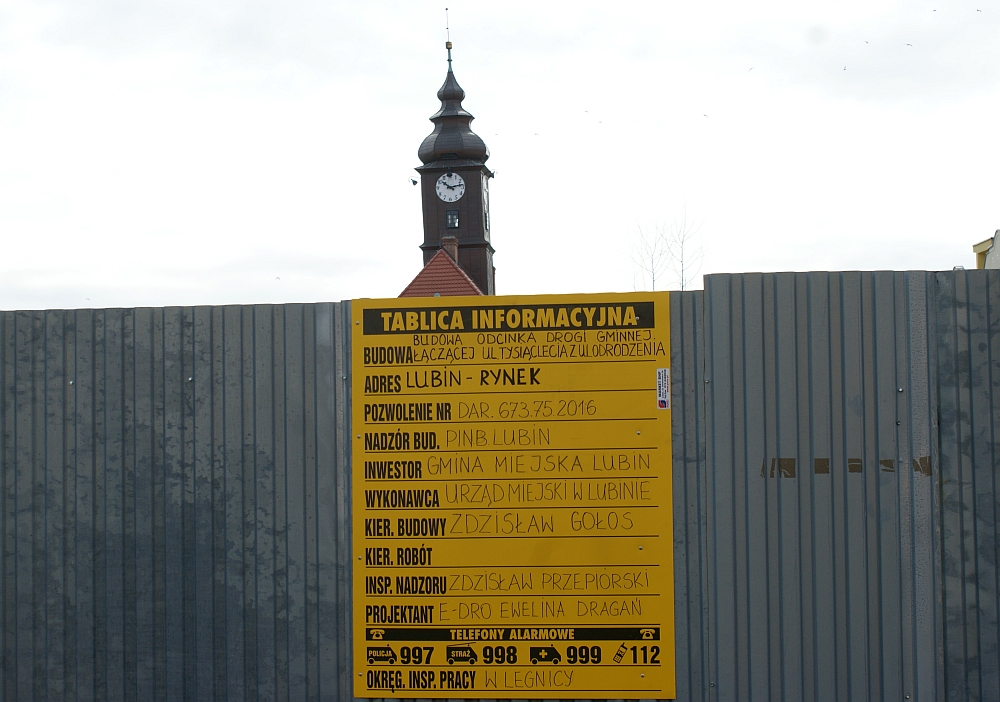 TABLICA INFORMACYJNA
BUDOWA ODCINKA DROGI GMINNEJ
BUDOWA ŁĄCZĄCEJ UL.TYSIĄCLECIA Z UL.ODRODZENIA
ADRES LUBIN - RYNEK
POZWOLENIE NR DAR. 673.75.2016
NADZÓR BUD. PINB LUBIN
INWESTOR GMINA MIEJSKA LUBIN
WYKONAWCA URZĄD MIEJSKI W LUBINIE
KIER. BUDOWY ZDZISŁAW GOŁOS
KIER. ROBÓT
INSP. NADZORU ZDZISŁAW PRZEPIÓRSKI
PROJEKTANT E-DRO EWELINA DRAGAŃ
TELEFONY ALARMOWE
POLICJA 997 STRAŻ 998 999 112
OKRĘG. INSP. PRACY W LEGNICY